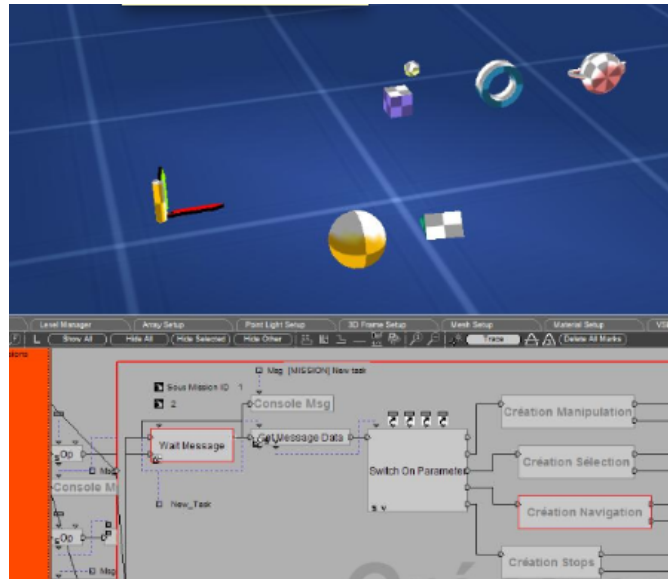 Level Manager Array Setup Point Light Setup 3D Frame Setup Mesh Setup Material Setup
Show All Hide All Hide Selected Hide Other Trace Delete All Marks
Msg [MISSION] New task
Sous Mission ID 1
2
Console Msg
Création Manipulation
Wait Message
Get Message Data
Op
Switch On Parameter
Création Sélection
Msg
Console M
New_Task
Création Navigation
Op
Création Stops
Msg